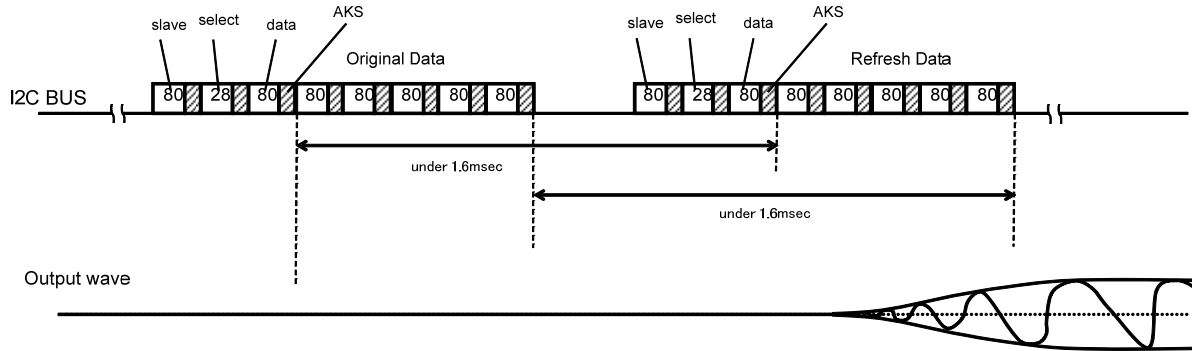 slave select data AKS
Original Data
slave select data AKS
Refresh Data
I2C BUS
80 28 80 80 80 80 80 80
80 28 80 80 80 80 80 80
under 1.6msec
under 1.6msec
Output wave